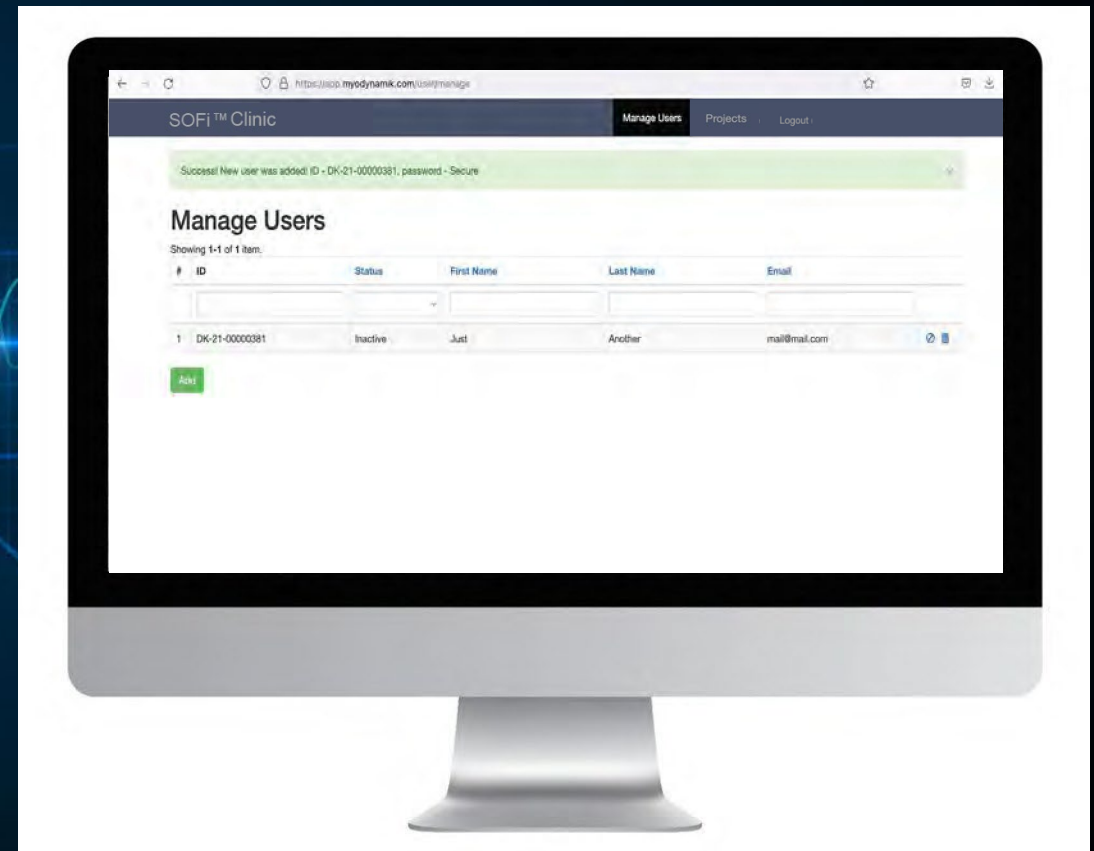 https://app.myodynamik.com/user/manage
SOFi™ Clinic
Manage Users Projects Logout
Success! New user was added! ID - DK-21-00000381, password - Secure
Manage Users
Showing 1-1 of 1 item.
# ID Status First Name Last Name Email
1 DK-21-00000381 Inactive Just Another mail@mail.com
Add